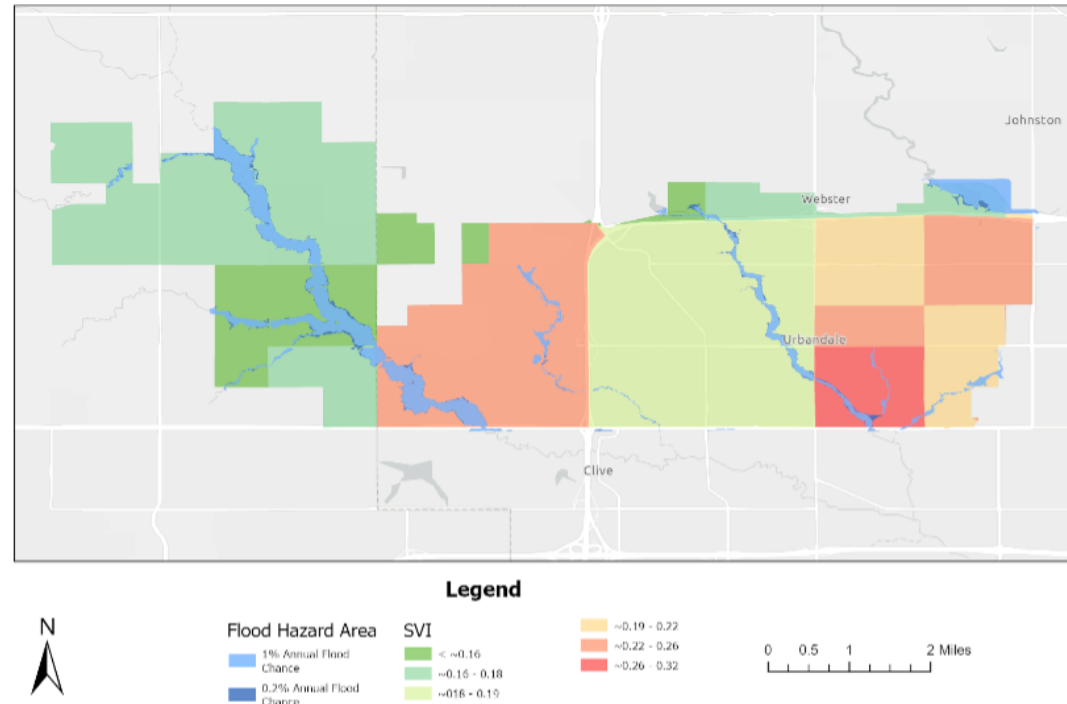 Johnston
Webster
Urbandale
Clive
Legend
N
Flood Hazard Area
1% Annual Flood
Chance
0.2% Annual Flood
Chance
SVI
< ~0.16
~0.16 - 0.18
~018 - 0.19
~0.19 - 0.22
~0.22 - 0.26
~0.26 - 0.32
0 0.5 1 2 Miles